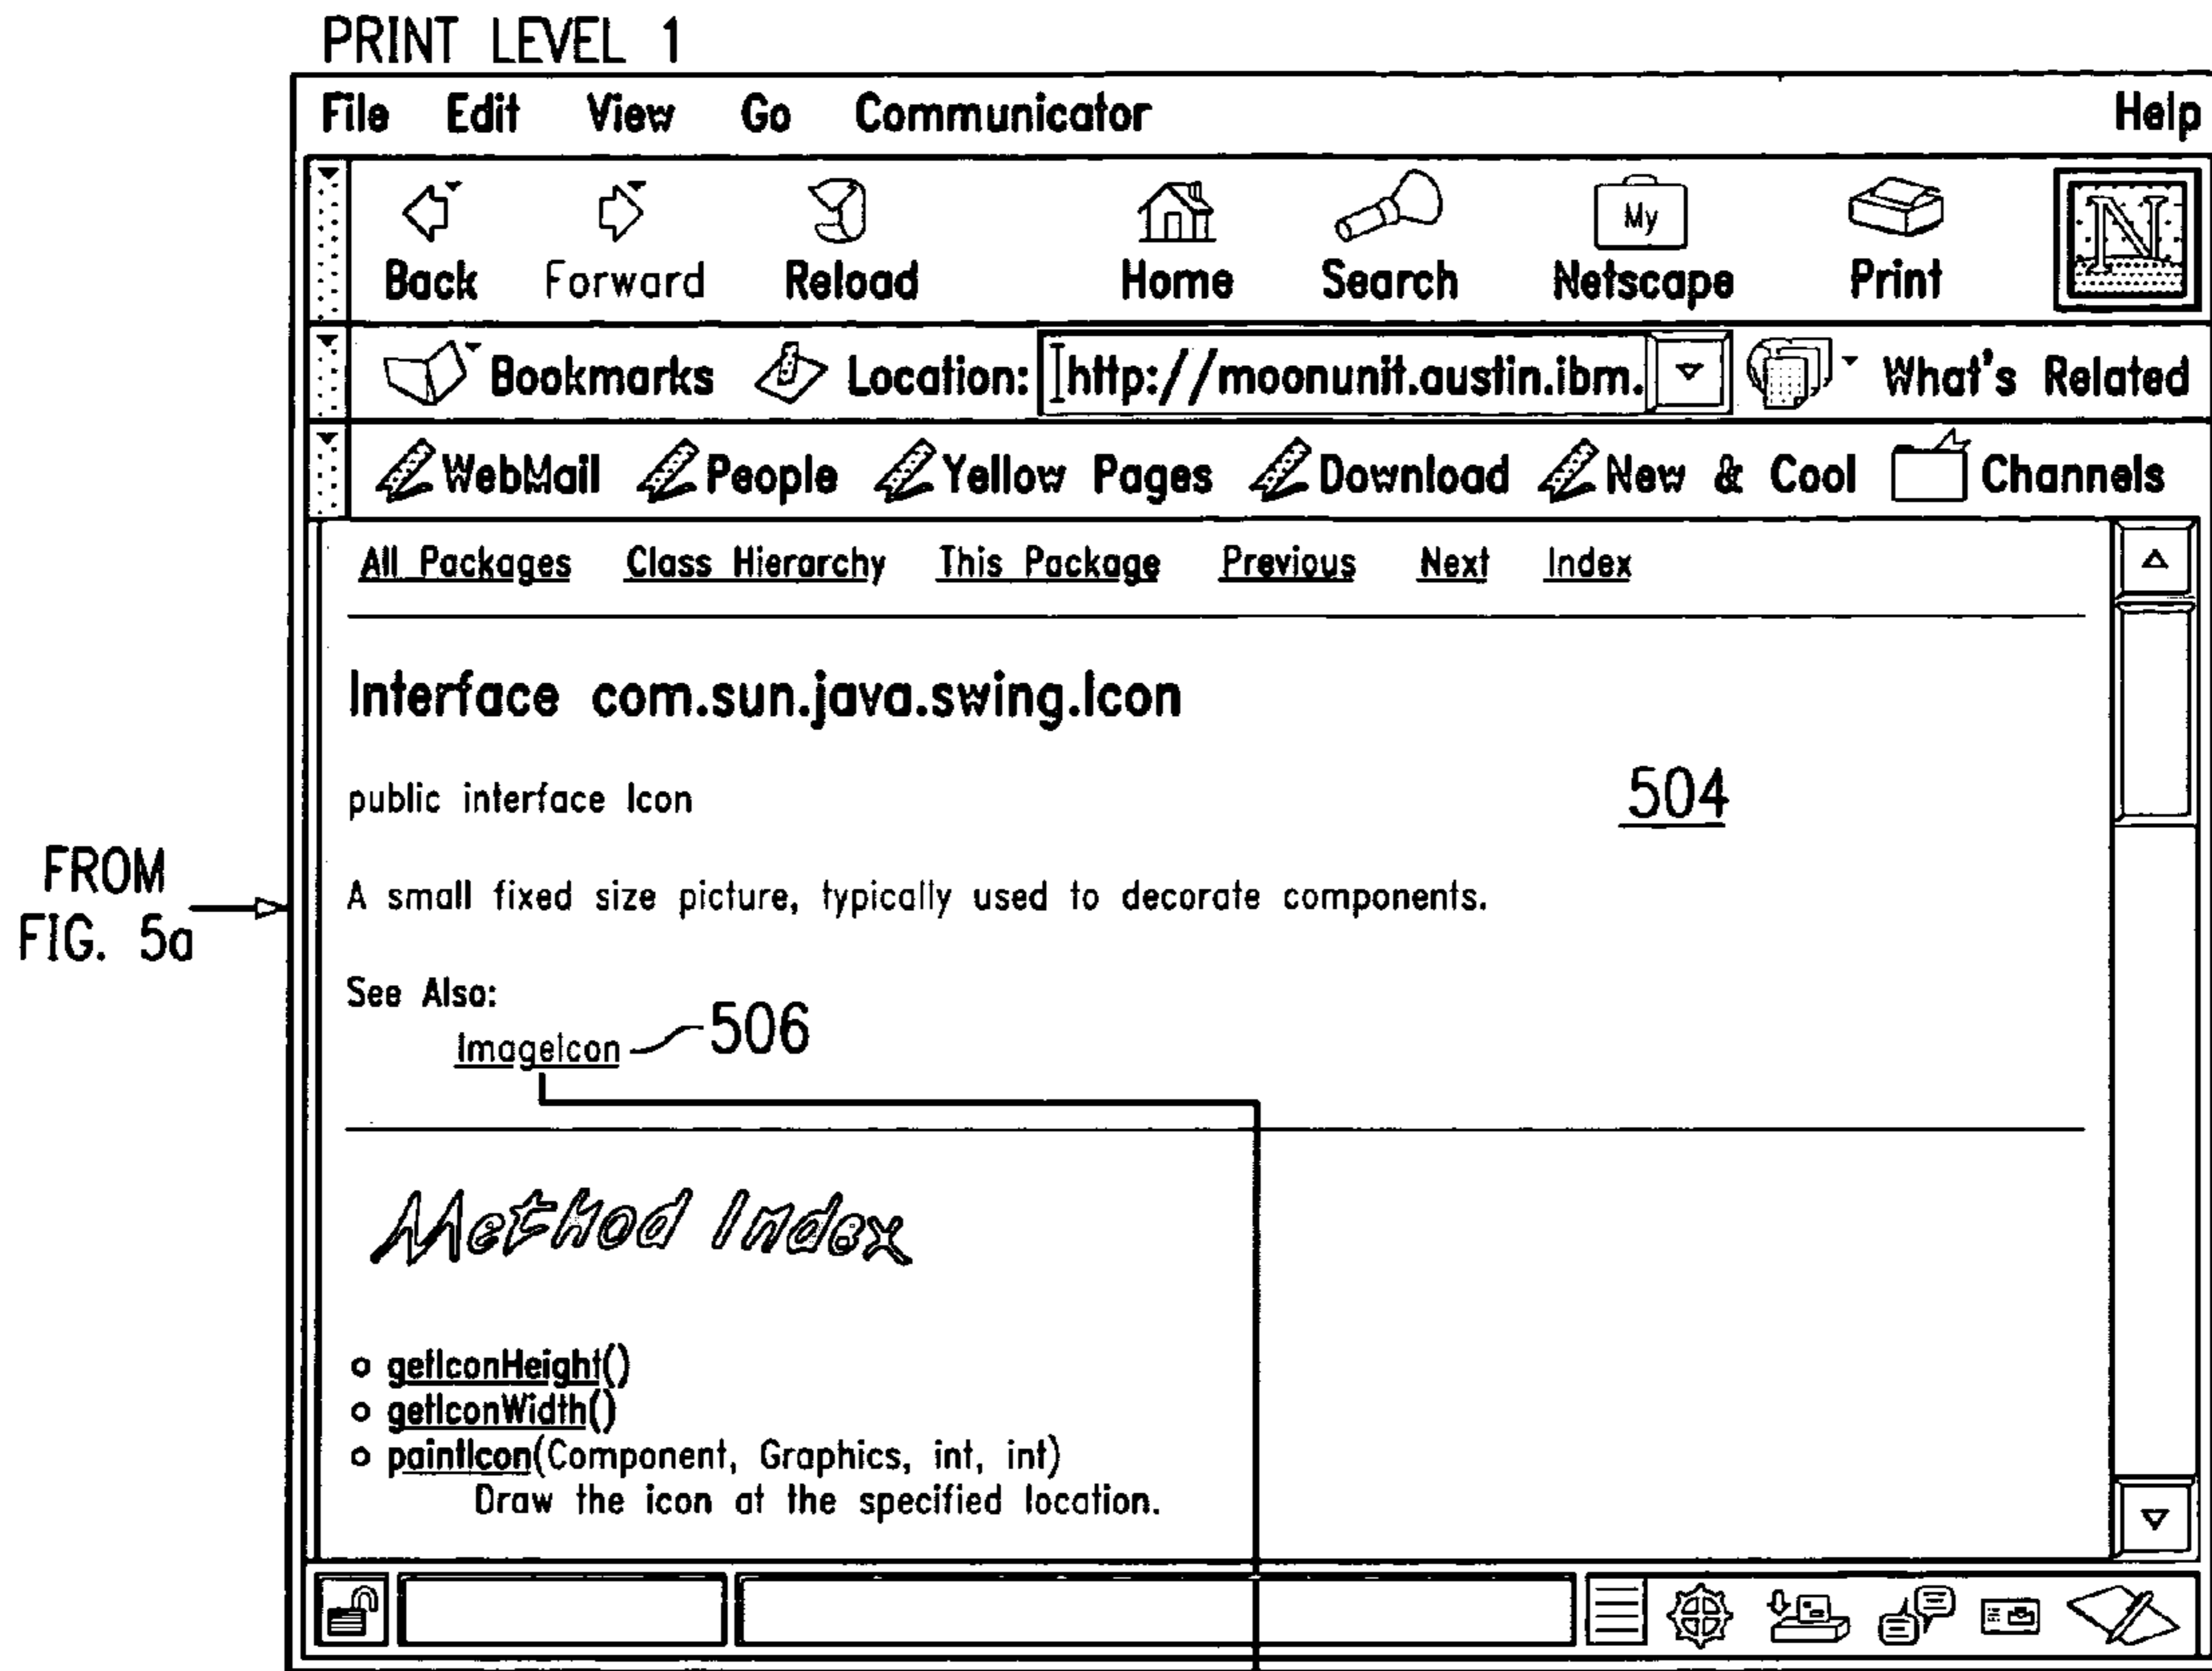 PRINT LEVEL 1
File Edit View Go Communicator Help
Back Forward Reload Home Search My Netscape Print N
Bookmarks Location: http://moonunit.austin.ibm. What's Related
WebMail People Yellow Pages Download New & Cool Channels
All Packages Class Hierarchy This Package Previous Next Index
Interface com.sun.java.swing.Icon
public interface Icon
504
FROM
FIG. 5a
A small fixed size picture, typically used to decorate components.
See Also:
ImageIcon 506
Method Index
o getIconHeight()
o getIconWidth()
o paintIcon(Component, Graphics, int, int)
Draw the icon at the specified location.